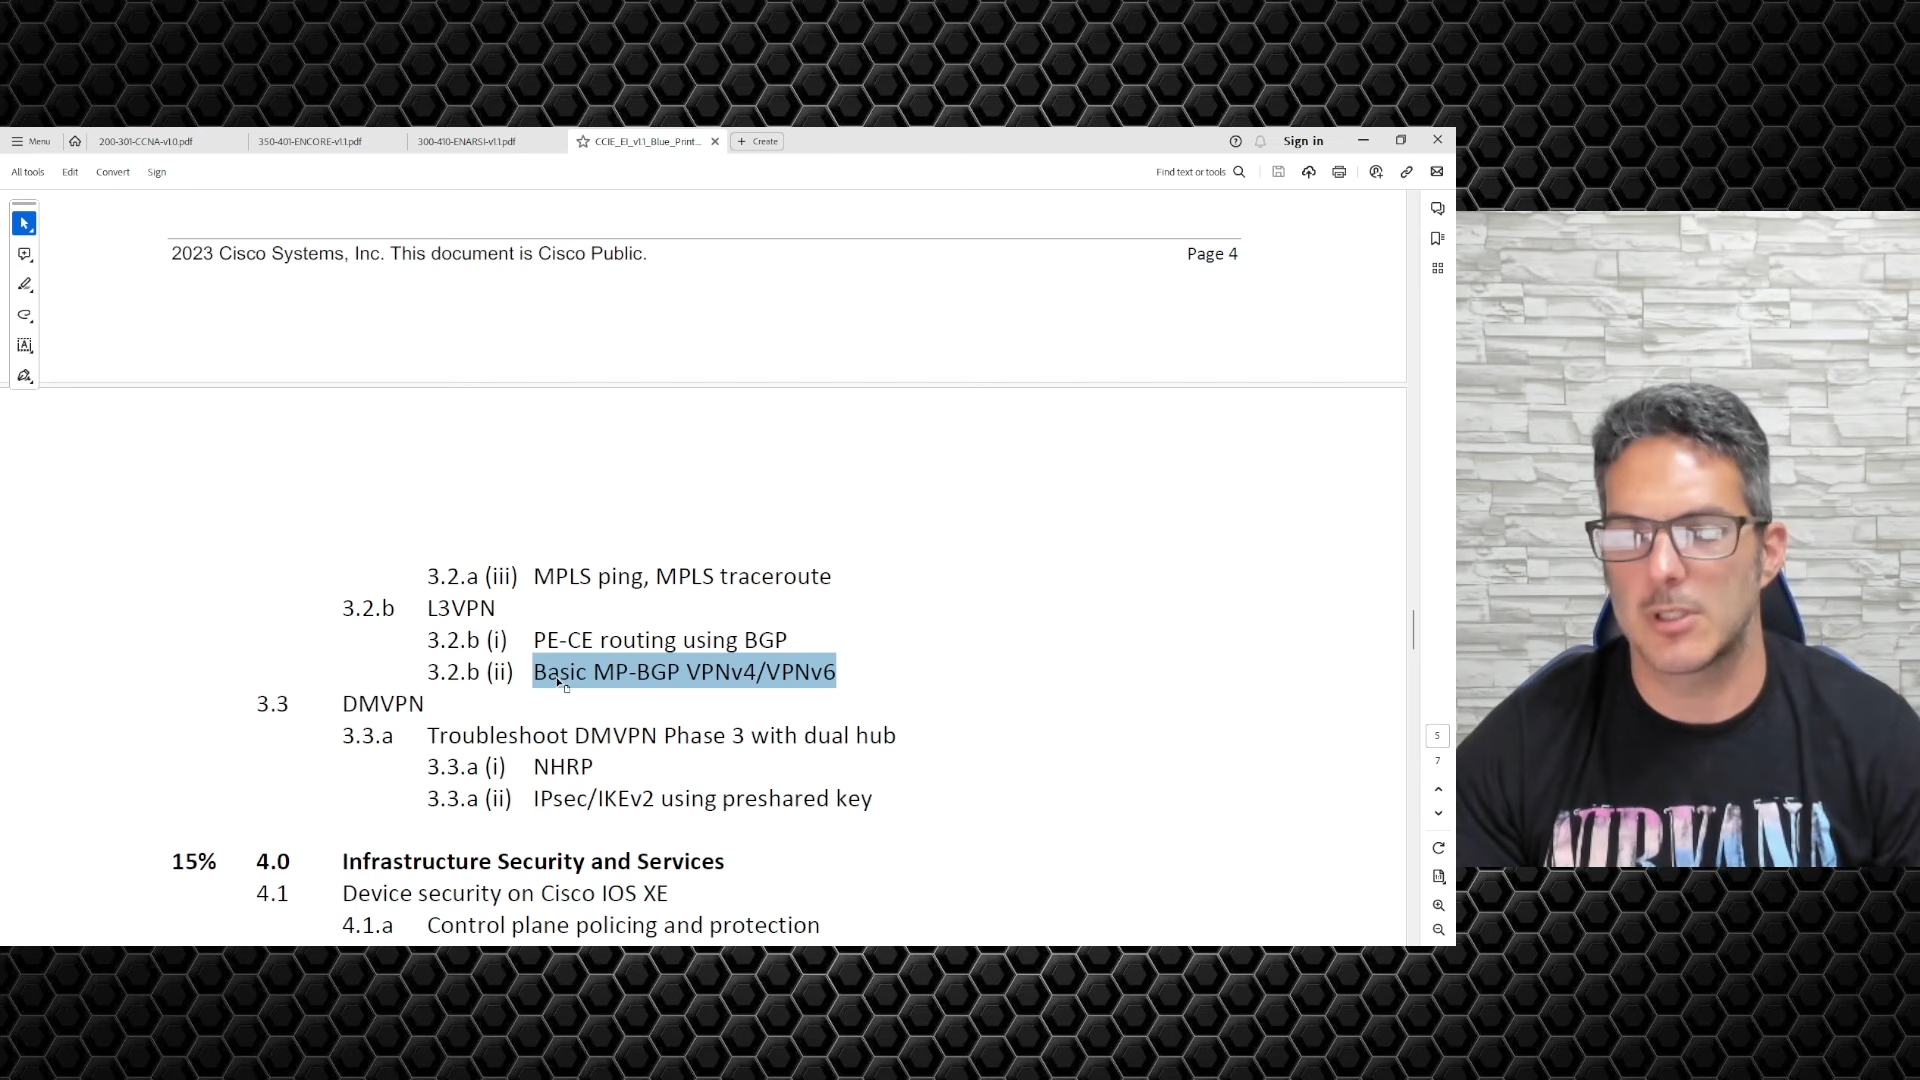 Menu
200-301-CCNA-v1.0.pdf
350-401-ENCORE-v1.1.pdf
300-410-ENARSI-v1.1.pdf
CCIE_EI_v1.1_Blue_Print...
Create
Sign in
All tools
Edit
Convert
Sign
Find text or tools
2023 Cisco Systems, Inc. This document is Cisco Public.
Page 4
3.2.a (iii) MPLS ping, MPLS traceroute
3.2.b L3VPN
3.2.b (i) PE-CE routing using BGP
3.2.b (ii) Basic MP-BGP VPNv4/VPNv6
3.3 DMVPN
3.3.a Troubleshoot DMVPN Phase 3 with dual hub
3.3.a (i) NHRP
3.3.a (ii) IPsec/IKEv2 using preshared key
15% 4.0 Infrastructure Security and Services
4.1 Device security on Cisco IOS XE
4.1.a Control plane policing and protection
5
7
NIRVANA